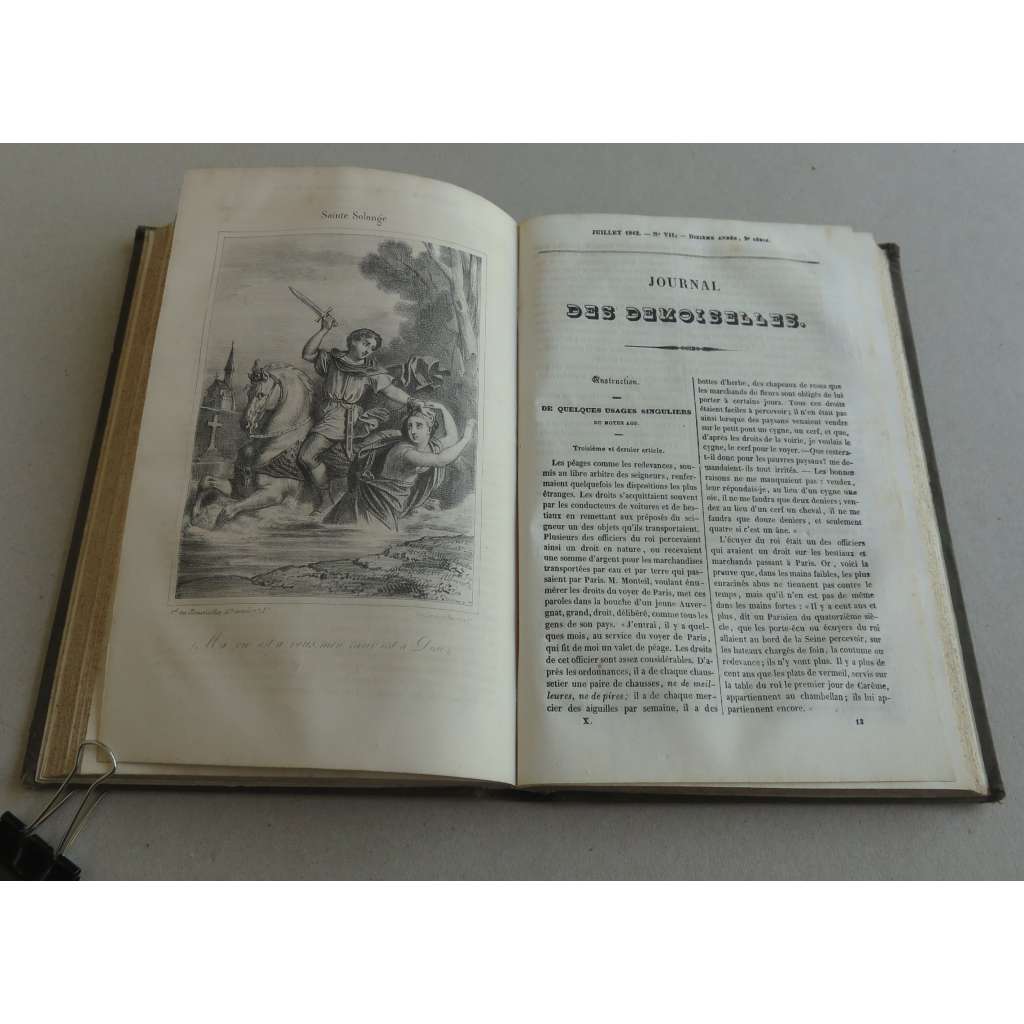 Sainte Solange
Ma vie est à vous, mon âme est à Dieu.
JUILLET 1842. — No VII. — DIXIÈME ANNÉE, 2e SÉRIE.
JOURNAL
DES DEMOISELLES.
Instruction.
DE QUELQUES USAGES SINGULIERS
DU MOYEN AGE.
Troisième et dernier article.
Les péages comme les relevances, sou-
mis au libre arbitre des seigneurs, renfer-
maient quelquefois les dispositions les plus
étranges. Les droits s'acquittaient souvent
par les conducteurs de voitures et de bes-
tiaux en remettant aux préposés du sei-
gneur un des objets qu'ils transportaient.
Plusieurs des officiers du roi percevaient
ainsi un droit en nature, ou recevaient
une somme d'argent pour les marchandises
transportées par eau et par terre qui pas-
saient par Paris. M. Monteil, voulant énu-
mérer les droits du voyer de Paris, met ces
paroles dans la bouche d'un jeune Auver-
gnat, grand, droit, délibéré, comme tous les
gens de son pays. «J'entrai, il y a quel-
ques mois, au service du voyer de Paris,
qui fit de moi un valet de péage. Les droits
de cet officier sont assez considérables. D'a-
près les ordonnances, il a de chaque chaus-
setier une paire de chausses, ne de meil-
leures, ne de pires; il a de chaque mer-
cier des aiguilles par semaine, il a des
X.
bottes d'herbe, des chapeaux de roses que
les marchands de fleurs sont obligés de lui
porter à certains jours. Tous ces droits
étaient faciles à percevoir; il n'en était pas
ainsi lorsque des paysans venaient vendre
sur le petit pont un cygne, un cerf, et que,
d'après les droits de la voirie, je voulais le
cygne, le cerf pour le voyer. —Que restera-
t-il donc pour les pauvres paysans? me de-
mandaient-ils tout irrités. — Les bonnes
raisons ne me manquaient pas: vendez,
leur répondais-je, au lieu d'un cygne une
oie, il ne me faudra que deux deniers; ven-
dez au lieu d'un cerf un cheval, il ne me
faudra que douze deniers, et seulement
quatre si c'est un âne. »
L'écuyer du roi était un des officiers
qui avaient un droit sur les bestiaux et
marchands passant à Paris. Or, voici la
preuve que, dans les mains faibles, les plus
enracinés abus ne tiennent pas contre le
temps, mais qu'il n'en est pas de même
dans les mains fortes: «Il y a cent ans et
plus, dit un Parisien du quatorzième siè-
cle, que les porte-écu ou écuyers du roi
allaient au bord de la Seine percevoir, sur
les bateaux chargés de foin, la coutume ou
relevance; ils n'y vont plus. Il y a plus de
cent ans que les plats de vermeil, servis sur
la table du roi le premier jour de Carême,
appartiennent au chambellan; ils lui ap-
partiennent encore. »
12